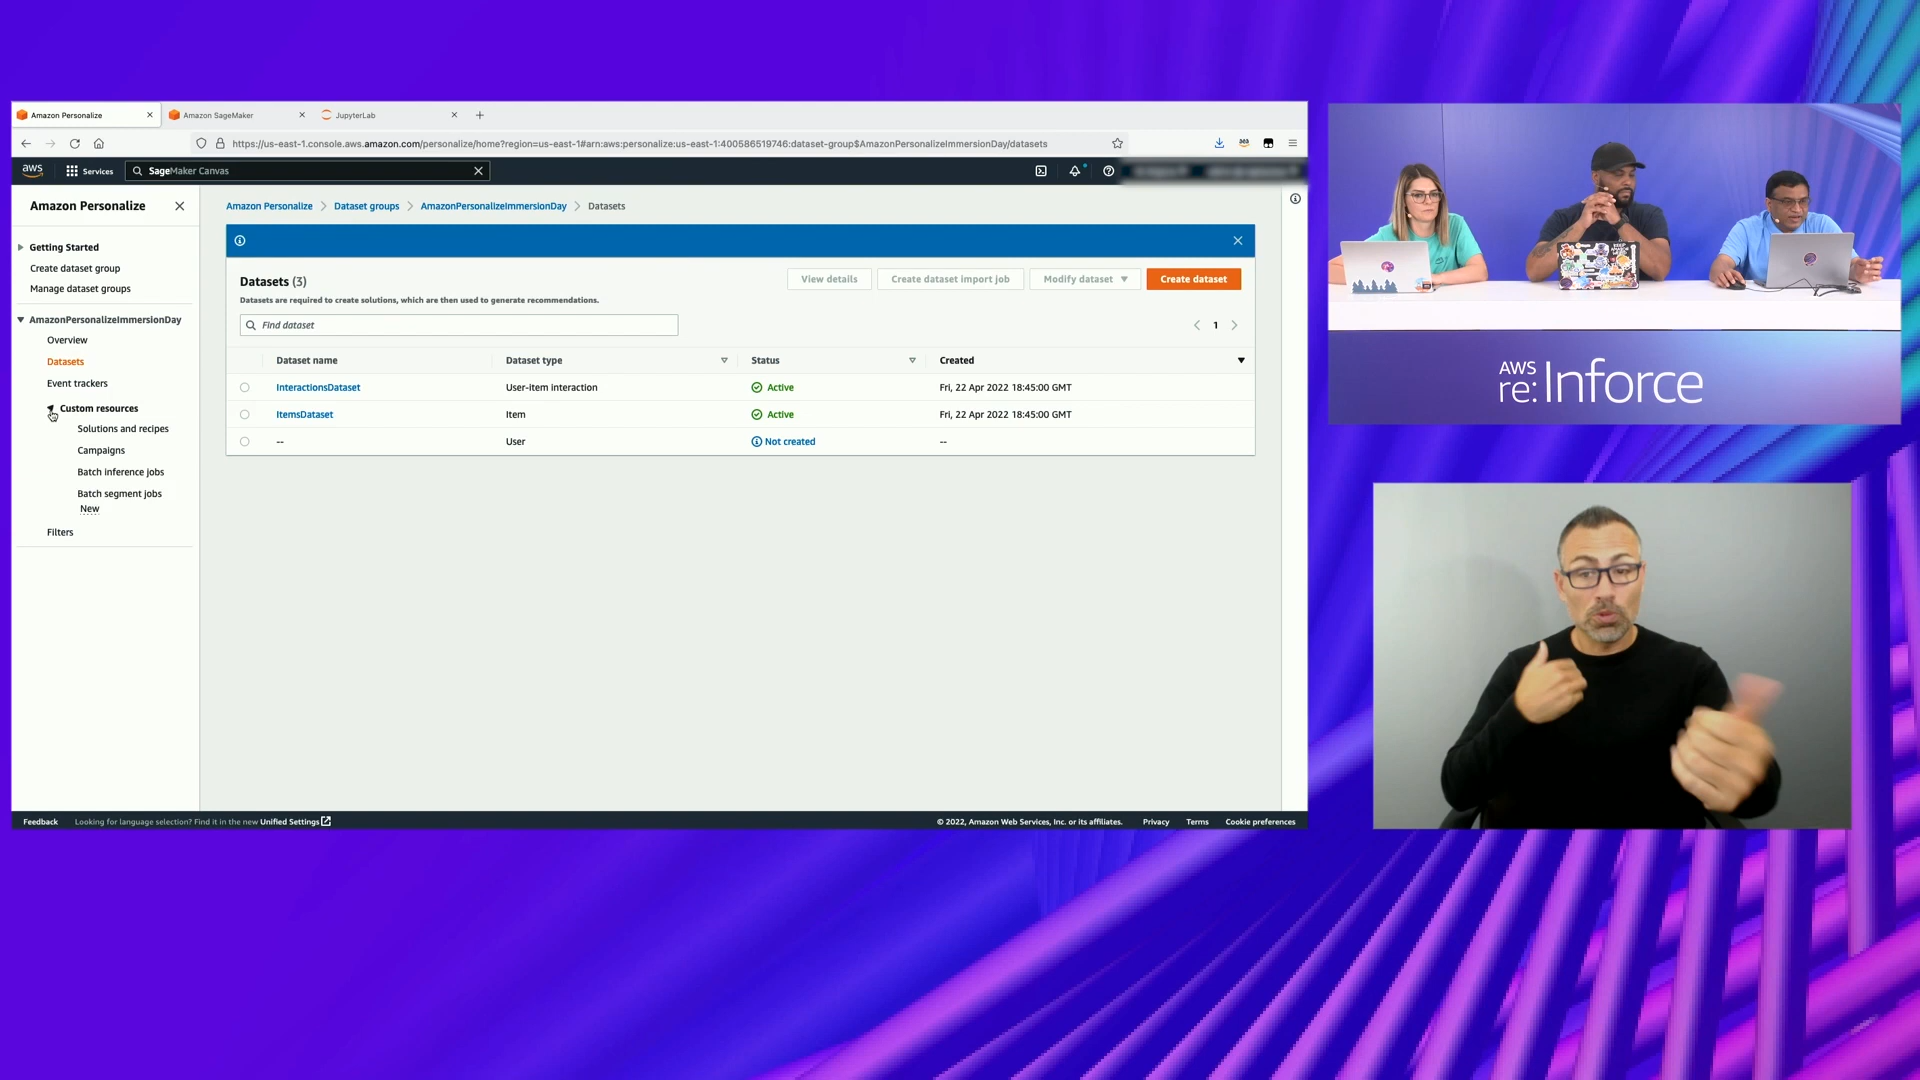 Amazon Personalize
Amazon SageMaker
JupyterLab
https://us-east-1.console.aws.amazon.com/personalize/home?region=us-east-1#arn:aws:personalize:us-east-1:400586519746:dataset-group$AmazonPersonalizeImmersionDay/datasets
aws
Services
SageMaker Canvas
Amazon Personalize
Getting Started
Create dataset group
Manage dataset groups
AmazonPersonalizeImmersionDay
Overview
Datasets
Event trackers
Custom resources
Solutions and recipes
Campaigns
Batch inference jobs
Batch segment jobs
New
Filters
Amazon Personalize > Dataset groups > AmazonPersonalizeImmersionDay > Datasets
Datasets (3)
Datasets are required to create solutions, which are then used to generate recommendations.
View details
Create dataset import job
Modify dataset
Create dataset
Find dataset
1
Dataset name Dataset type Status Created
InteractionsDataset User-item interaction Active Fri, 22 Apr 2022 18:45:00 GMT
ItemsDataset Item Active Fri, 22 Apr 2022 18:45:00 GMT
-- User Not created --
Feedback Looking for language selection? Find it in the new Unified Settings
© 2022, Amazon Web Services, Inc. or its affiliates. Privacy Terms Cookie preferences
AWS
re:Inforce